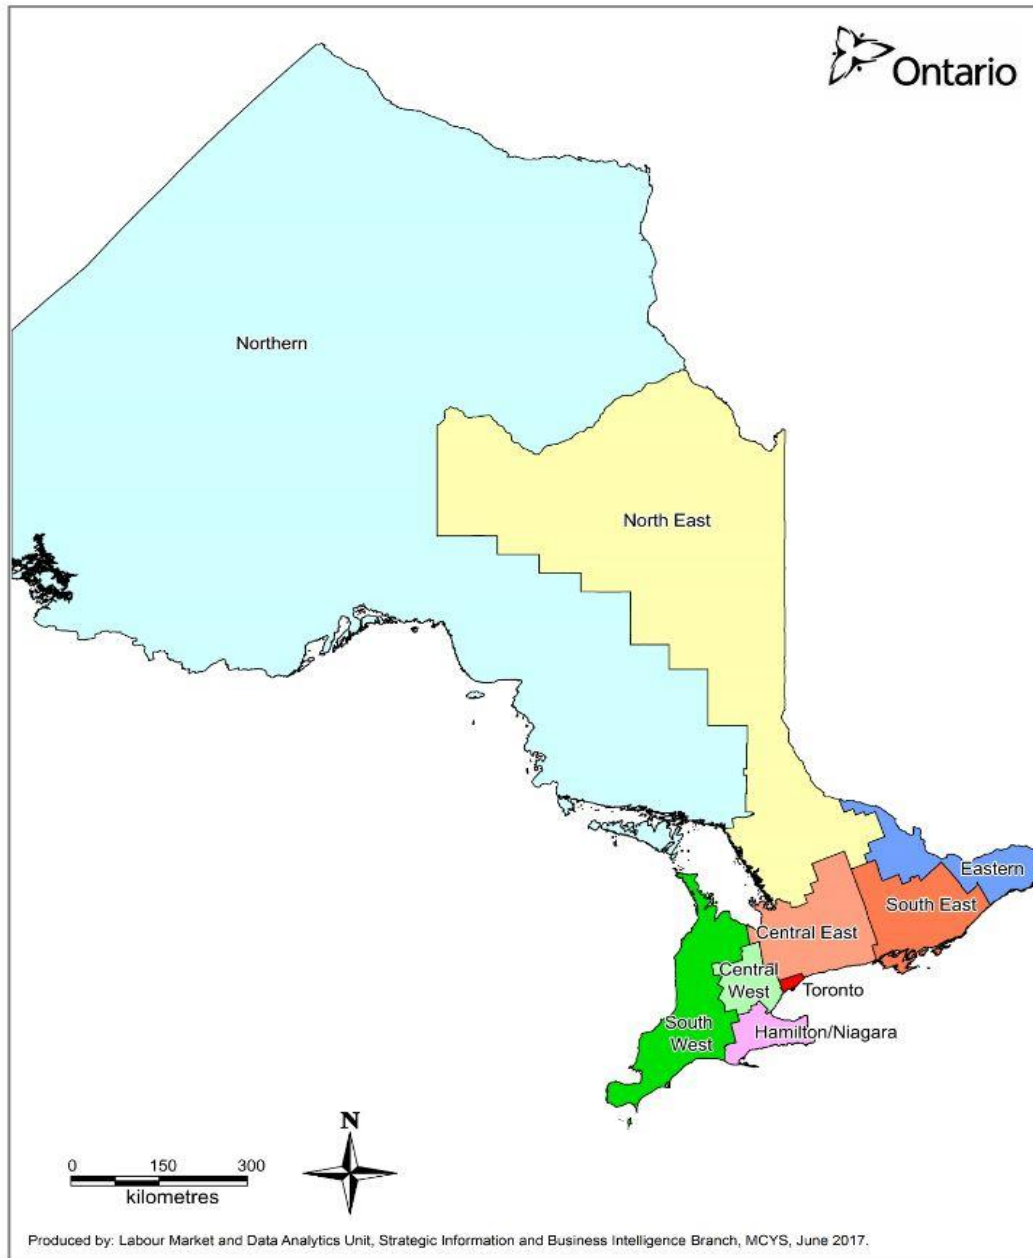 Ontario
Northern
North East
Eastern
South East
Central East
Central
West
Toronto
South
West
Hamilton/Niagara
N
0 150 300
kilometres
Produced by: Labour Market and Data Analytics Unit, Strategic Information and Business Intelligence Branch, MCYS, June 2017.